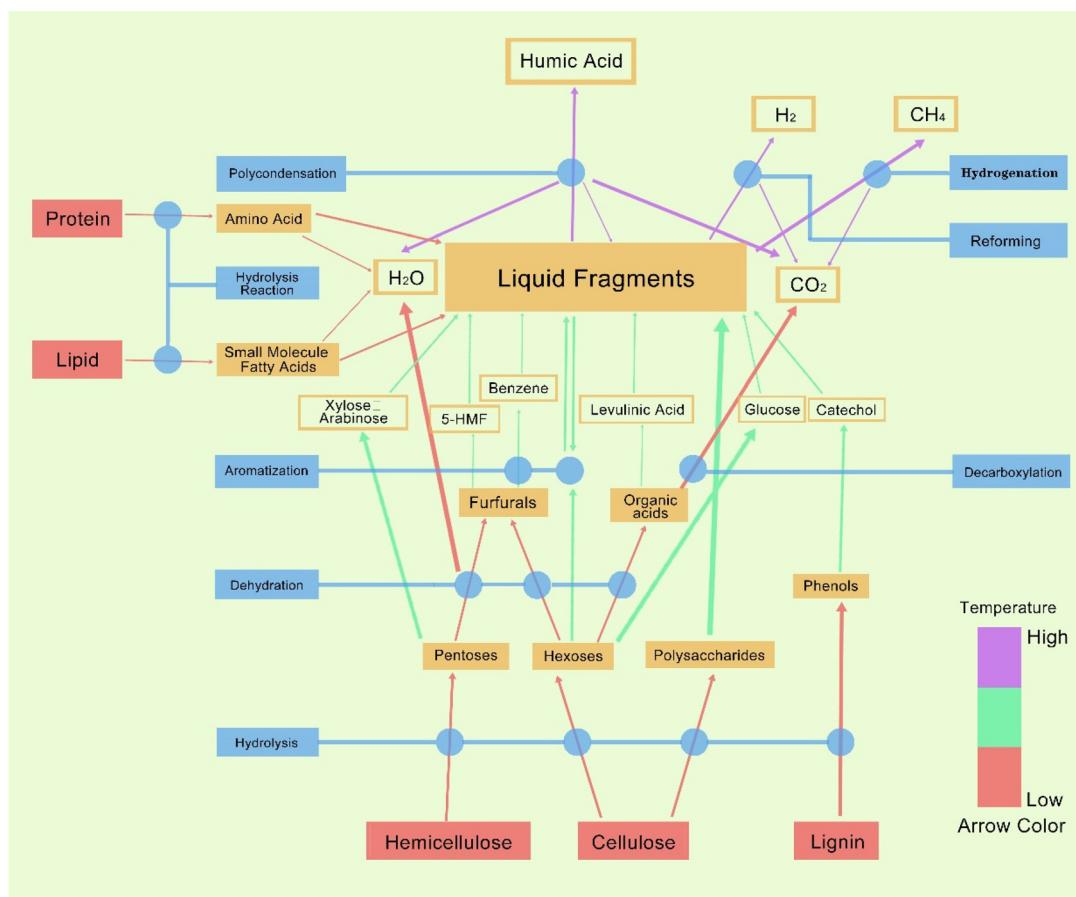 Humic Acid
H₂
CH₄
Polycondensation
Hydrogenation
Protein
Amino Acid
Reforming
Hydrolysis
Reaction
H₂O
Liquid Fragments
CO₂
Lipid
Small Molecule
Fatty Acids
Xylose
Arabinose
5-HMF
Benzene
Levulinic Acid
Glucose
Catechol
Aromatization
Decarboxylation
Furfurals
Organic
acids
Dehydration
Phenols
Temperature
High
Pentoses
Hexoses
Polysaccharides
Hydrolysis
Low
Arrow Color
Hemicellulose
Cellulose
Lignin